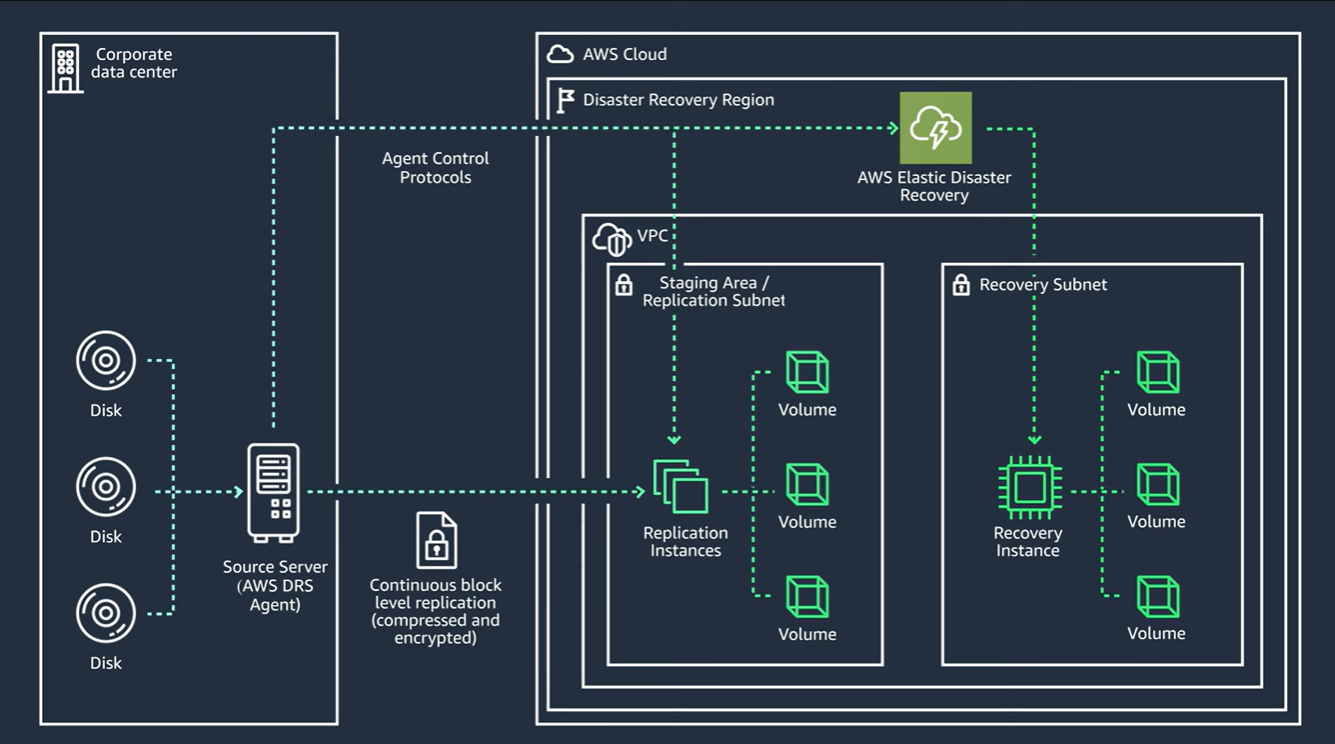 Corporate
data center
AWS Cloud
Disaster Recovery Region
Agent Control
Protocols
AWS Elastic Disaster
Recovery
VPC
Staging Area /
Replication Subnet
Recovery Subnet
Disk
Disk
Disk
Source Server
(AWS DRS
Agent)
Continuous block
level replication
(compressed and
encrypted)
Replication
Instances
Volume
Volume
Volume
Recovery
Instance
Volume
Volume
Volume